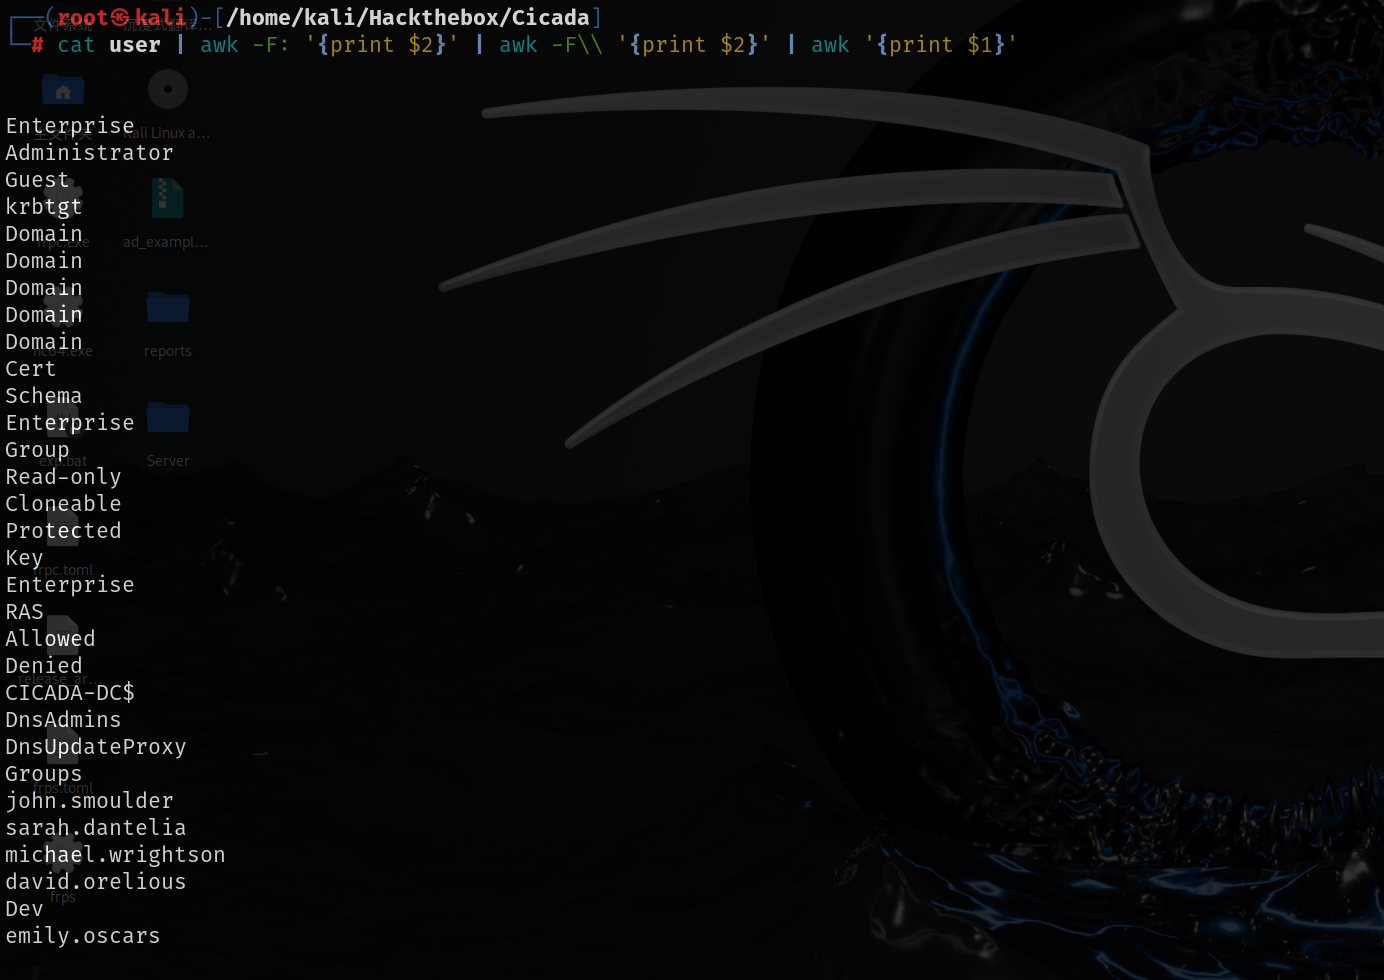 ┌──(root㉿kali)-[/home/kali/Hackthebox/Cicada]
└─# cat user | awk -F: '{print $2}' | awk -F\\ '{print $2}' | awk '{print $1}'
文件系统
主文件夹
Kali Linux a...
frpc.exe
ad_exampl...
nc64.exe
reports
exp.bat
Server
frpc.toml
release_ar...
frps.toml
frps
Enterprise
Administrator
Guest
krbtgt
Domain
Domain
Domain
Domain
Domain
Cert
Schema
Enterprise
Group
Read-only
Cloneable
Protected
Key
Enterprise
RAS
Allowed
Denied
CICADA-DC$
DnsAdmins
DnsUpdateProxy
Groups
john.smoulder
sarah.dantelia
michael.wrightson
david.orelious
Dev
emily.oscars